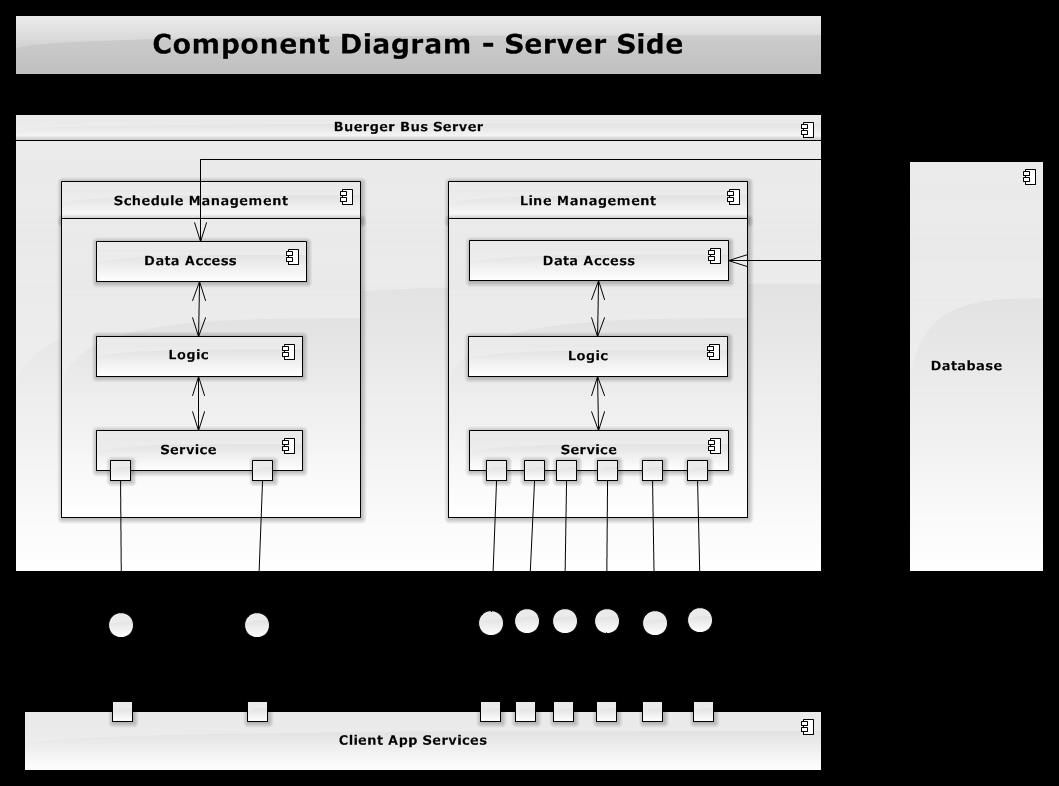 Component Diagram - Server Side
Buerger Bus Server
Schedule Management
Line Management
Data Access
Data Access
Logic
Logic
Service
Service
Database
Client App Services